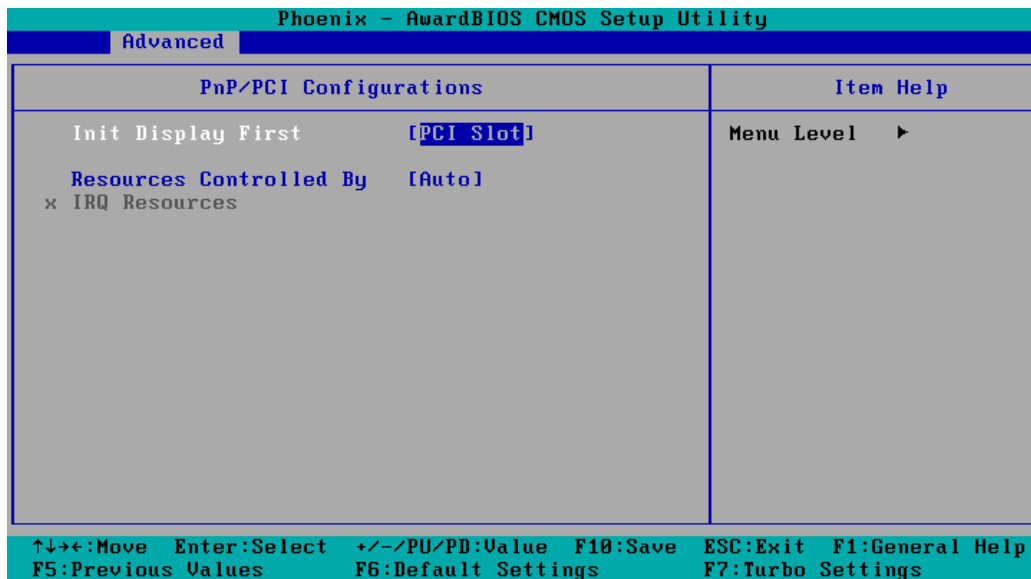 Phoenix - AwardBIOS CMOS Setup Utility
Advanced
PnP/PCI Configurations
Item Help
Init Display First [PCI Slot]
Menu Level ▶
Resources Controlled By [Auto]
x IRQ Resources
↑↓→←:Move Enter:Select +/-/PU/PD:Value F10:Save ESC:Exit F1:General Help
F5:Previous Values F6:Default Settings F7:Turbo Settings